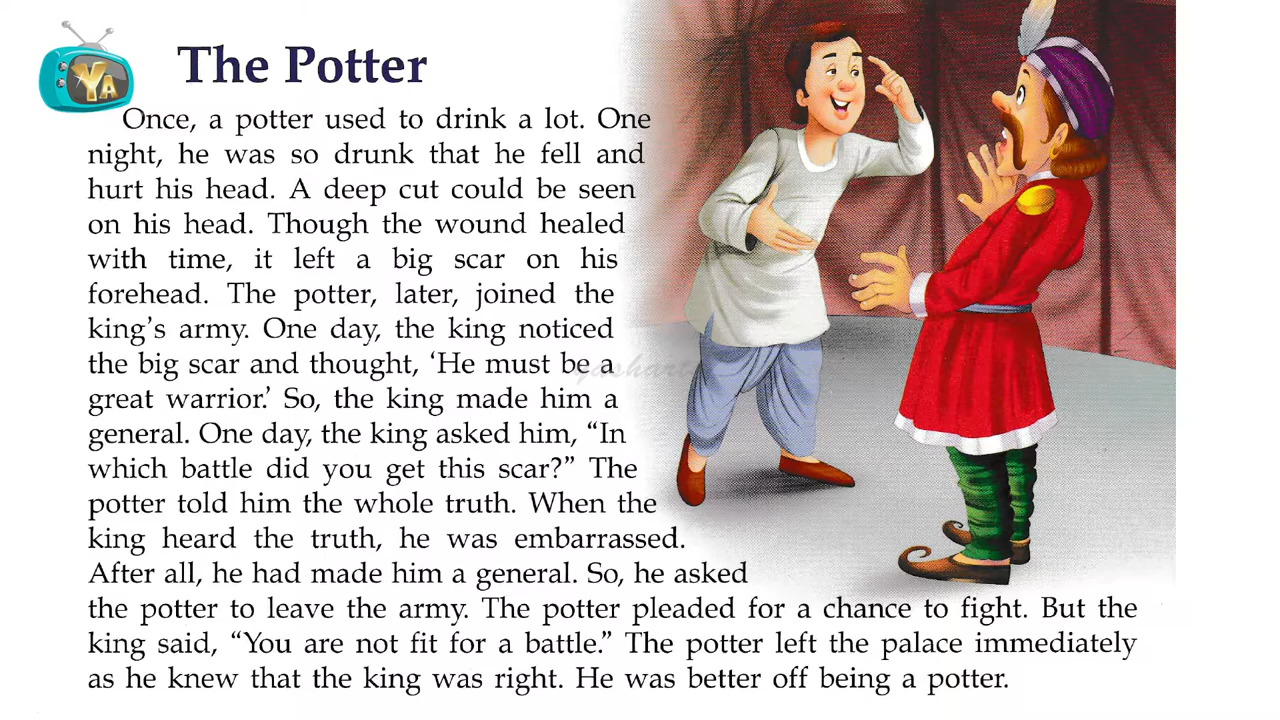 YA
The Potter
Once, a potter used to drink a lot. One
night, he was so drunk that he fell and
hurt his head. A deep cut could be seen
on his head. Though the wound healed
with time, it left a big scar on his
forehead. The potter, later, joined the
king's army. One day, the king noticed
the big scar and thought, ‘He must be a
great warrior.’ So, the king made him a
general. One day, the king asked him, “In
which battle did you get this scar?” The
potter told him the whole truth. When the
king heard the truth, he was embarrassed.
After all, he had made him a general. So, he asked
the potter to leave the army. The potter pleaded for a chance to fight. But the
king said, “You are not fit for a battle.” The potter left the palace immediately
as he knew that the king was right. He was better off being a potter.